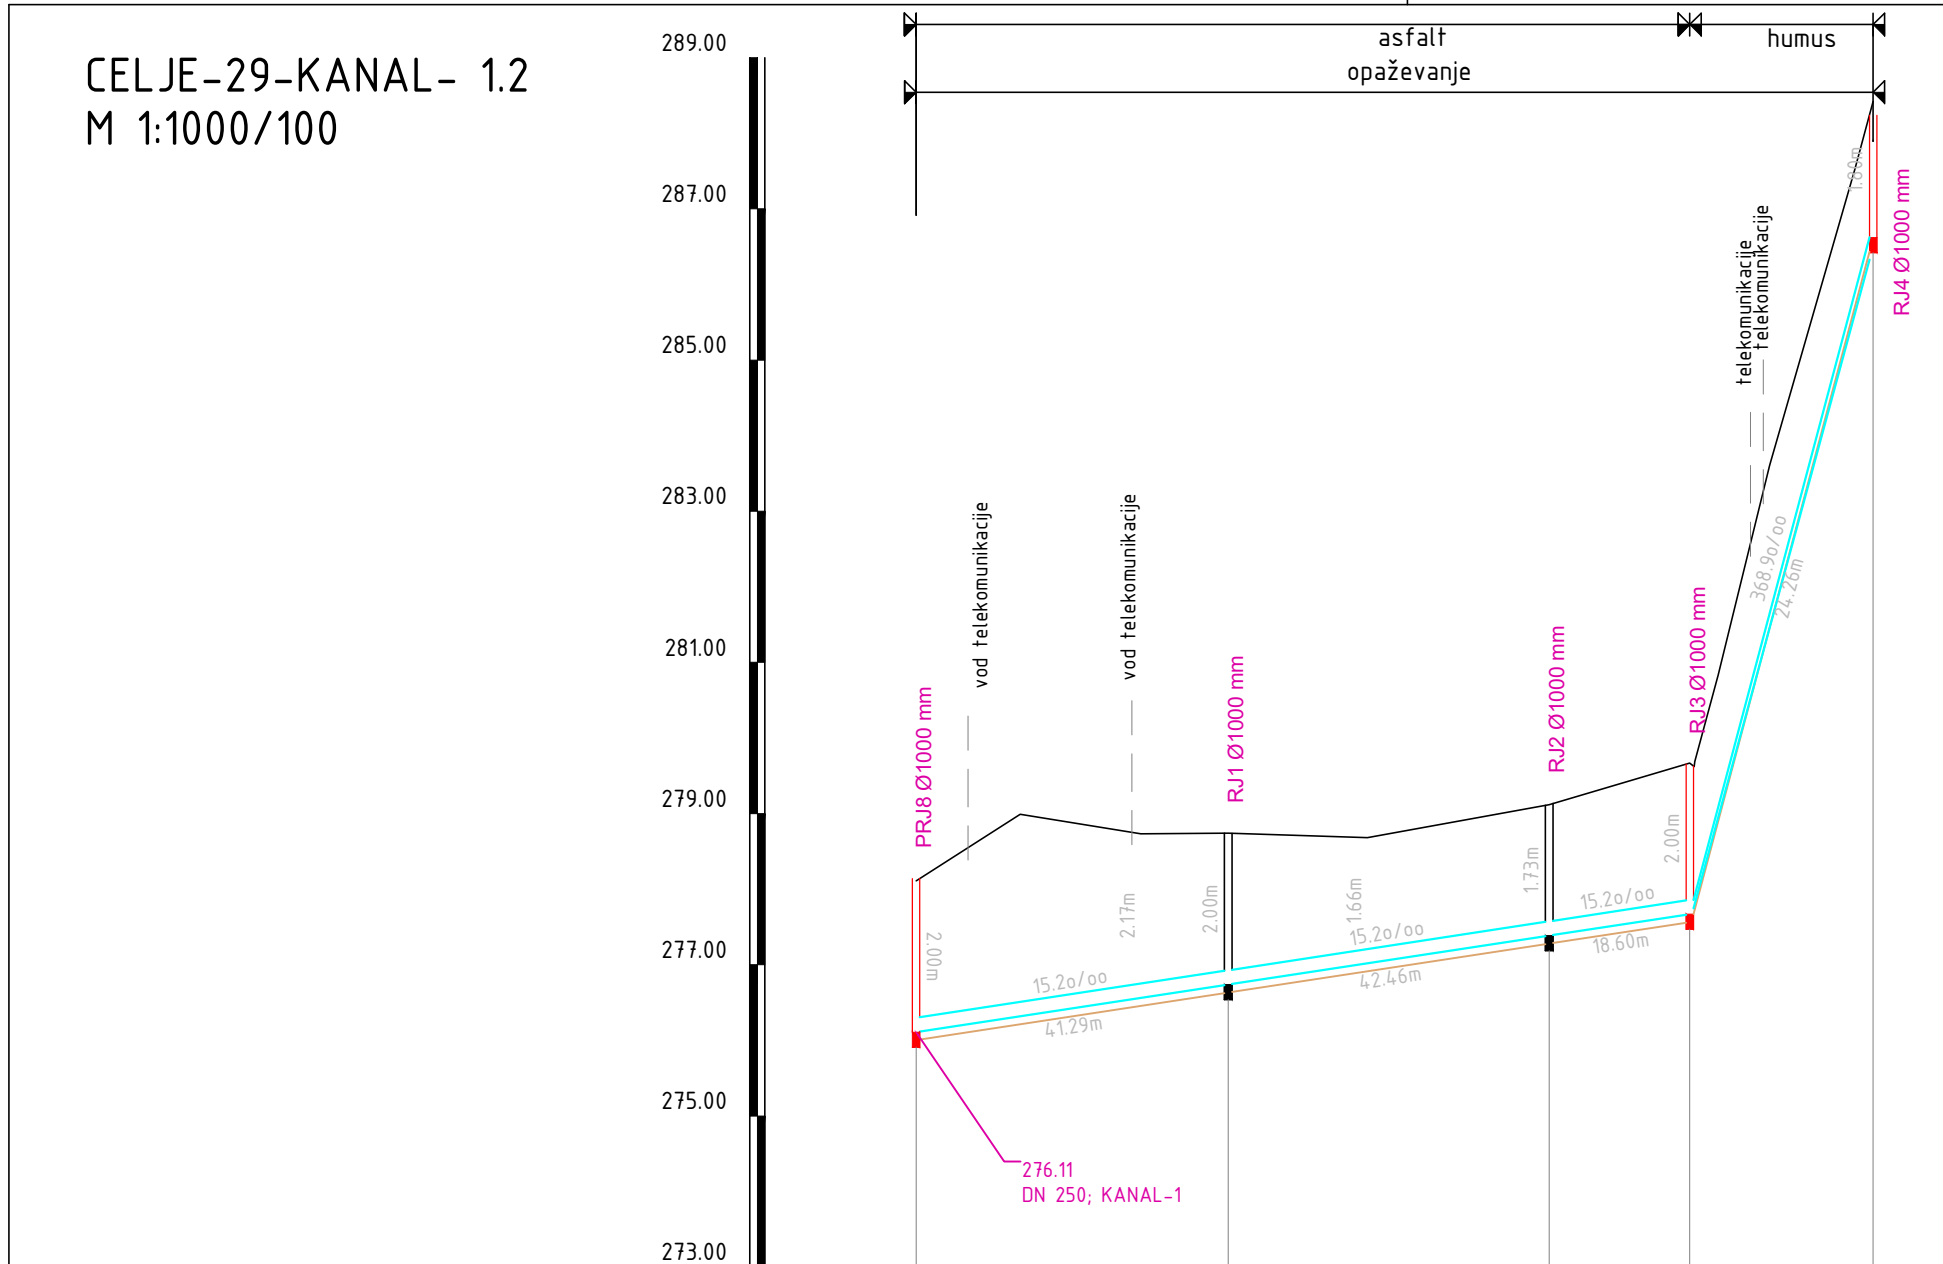 CELJE-29-KANAL- 1.2
M 1:1000/100
289.00
287.00
285.00
283.00
281.00
279.00
277.00
275.00
273.00
asfalt
humus
opaževanje
vod telekomunikacije
vod telekomunikacije
telekomunikacije
telekomunikacije
PRJ8 Ø1000 mm
RJ1 Ø1000 mm
RJ2 Ø1000 mm
RJ3 Ø1000 mm
RJ4 Ø1000 mm
2.00m
2.17m
2.00m
1.66m
1.73m
2.00m
1.80m
15.2o/oo
41.29m
15.2o/oo
42.46m
15.2o/oo
18.60m
368.9o/oo
24.26m
276.11
DN 250; KANAL-1